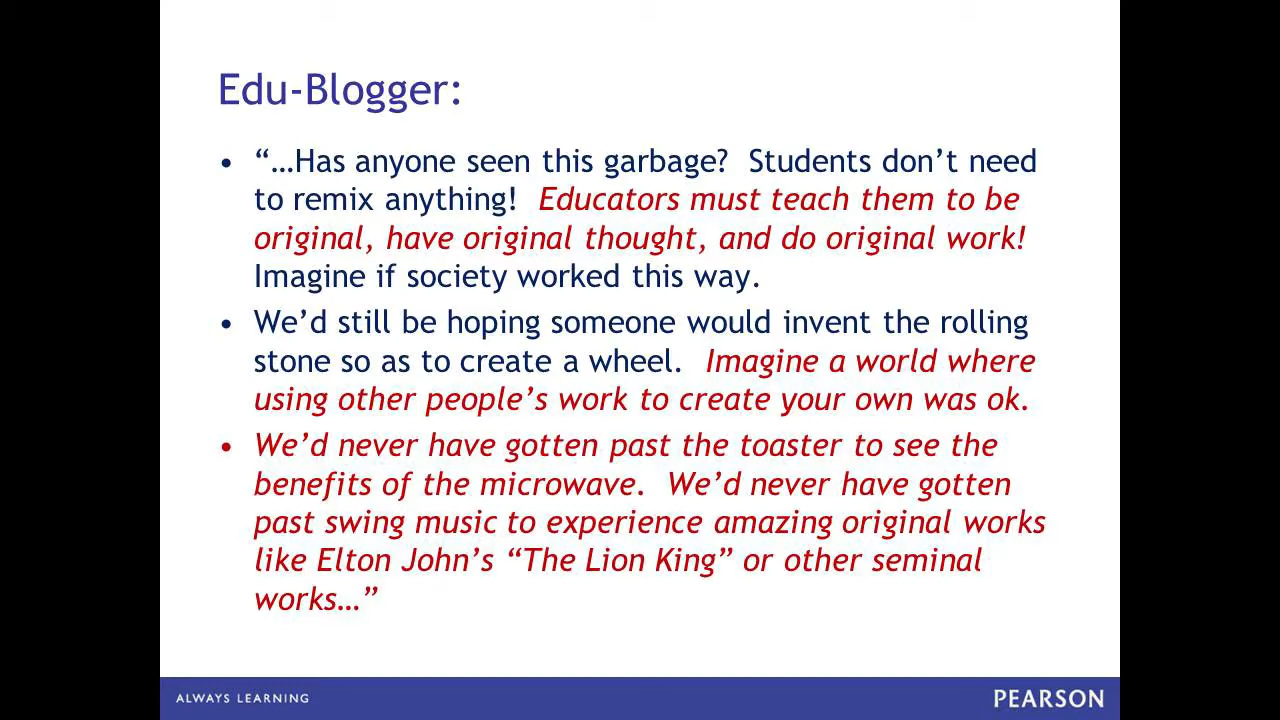 Edu-Blogger:
• “…Has anyone seen this garbage?  Students don’t need
to remix anything!  Educators must teach them to be
original, have original thought, and do original work!
Imagine if society worked this way.
• We’d still be hoping someone would invent the rolling
stone so as to create a wheel.  Imagine a world where
using other people’s work to create your own was ok.
• We’d never have gotten past the toaster to see the
benefits of the microwave.  We’d never have gotten
past swing music to experience amazing original works
like Elton John’s “The Lion King” or other seminal
works…”
ALWAYS LEARNING
PEARSON